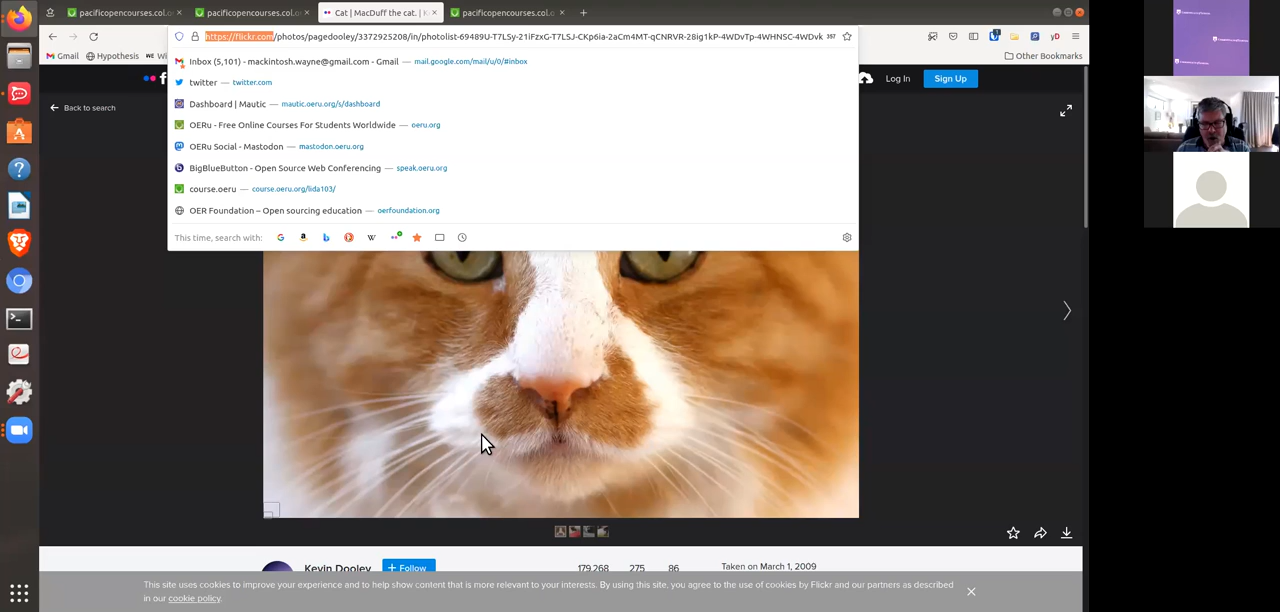 pacificopencourses.col.o
pacificopencourses.col.o
Cat | MacDuff the cat. |
pacificopencourses.col.o
https://flickr.com/photos/pagedooley/3372925208/in/photolist-69489U-T7LSy-21iFzxG-T7LSJ-CKp6ia-2aCm4MT-qCNRVR-28ig1kP-4WDvTp-4WHNSC-4WDvk
Gmail
Hypothesis
Wi
Other Bookmarks
Inbox (5,101) - mackintosh.wayne@gmail.com - Gmail — mail.google.com/mail/u/0/#inbox
twitter — twitter.com
Dashboard | Mautic — mautic.oeru.org/s/dashboard
OERu - Free Online Courses For Students Worldwide — oeru.org
OERu Social - Mastodon — mastodon.oeru.org
BigBlueButton - Open Source Web Conferencing — speak.oeru.org
course.oeru — course.oeru.org/lida103/
OER Foundation – Open sourcing education — oerfoundation.org
This time, search with:
f
Log In
Sign Up
Back to search
Kevin Dooley
+ Follow
179,268
275
86
Taken on March 1, 2009
This site uses cookies to improve your experience and to help show content that is more relevant to your interests. By using this site, you agree to the use of cookies by Flickr and our partners as described
in our cookie policy.